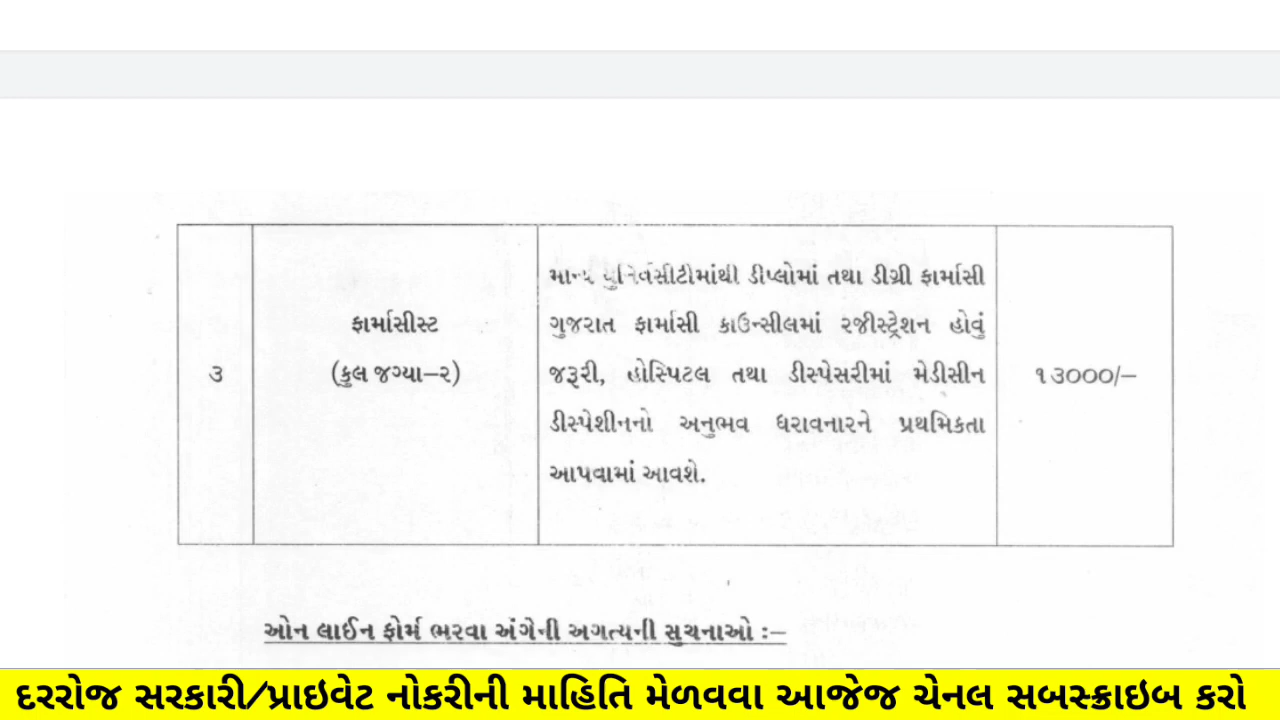 ૩
ફાર્માસીસ્ટ
(કુલ જગ્યા–૨)
માન્ય યુનિર્વસીટીમાંથી ડીપ્લોમાં તથા ડીગ્રી ફાર્માસી
ગુજરાત ફાર્માસી કાઉન્સીલમાં રજીસ્ટ્રેશન હોવું
જરૂરી, હોસ્પિટલ તથા ડીસ્પેસરીમાં મેડીસીન
ડીસ્પેશીનનો અનુભવ ધરાવનારને પ્રથમિકતા
આપવામાં આવશે.
૧૩૦૦૦/–
ઓન લાઈન ફોર્મ ભરવા અંગેની અગત્યની સુચનાઓ :–
દરરોજ સરકારી/પ્રાઇવેટ નોકરીની માહિતિ મેળવવા આજેજ ચેનલ સબસ્ક્રાઇબ કરો